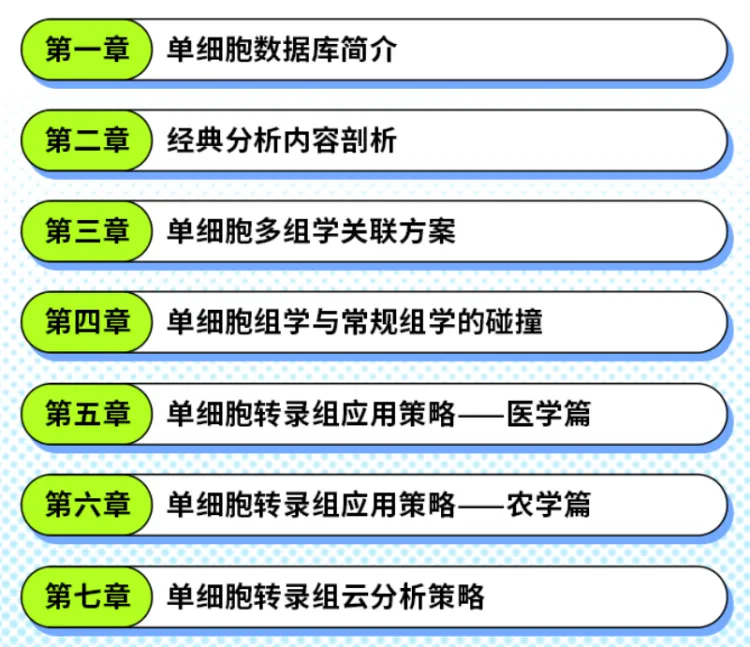 第一章 单细胞数据库简介
第二章 经典分析内容剖析
第三章 单细胞多组学关联方案
第四章 单细胞组学与常规组学的碰撞
第五章 单细胞转录组应用策略——医学篇
第六章 单细胞转录组应用策略——农学篇
第七章 单细胞转录组云分析策略